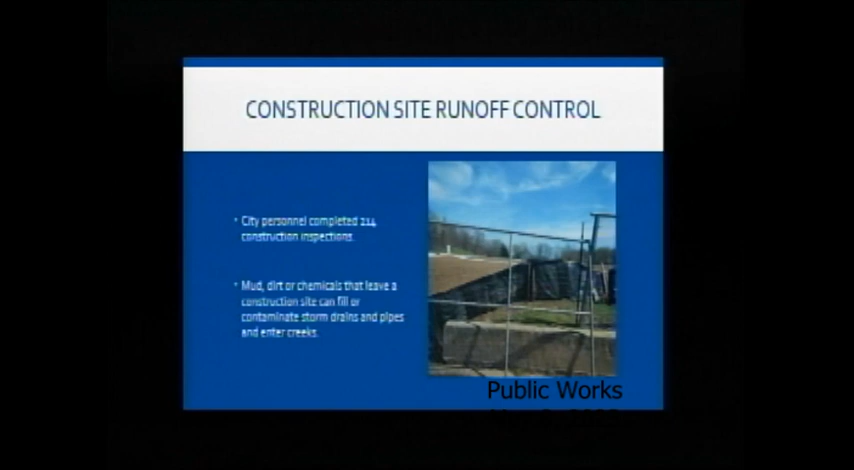 CONSTRUCTION SITE RUNOFF CONTROL
• City personnel completed 214
construction inspections.
• Mud, dirt or chemicals that leave a
construction site can fill or
contaminate storm drains and pipes
and enter creeks.
Public Works